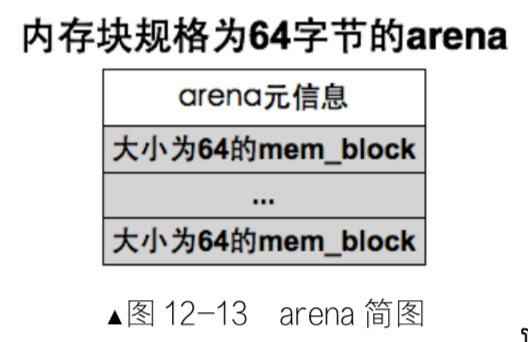 内存块规格为64字节的arena
arena元信息
大小为64的mem_block
...
大小为64的mem_block
▲图 12-13 arena 简图